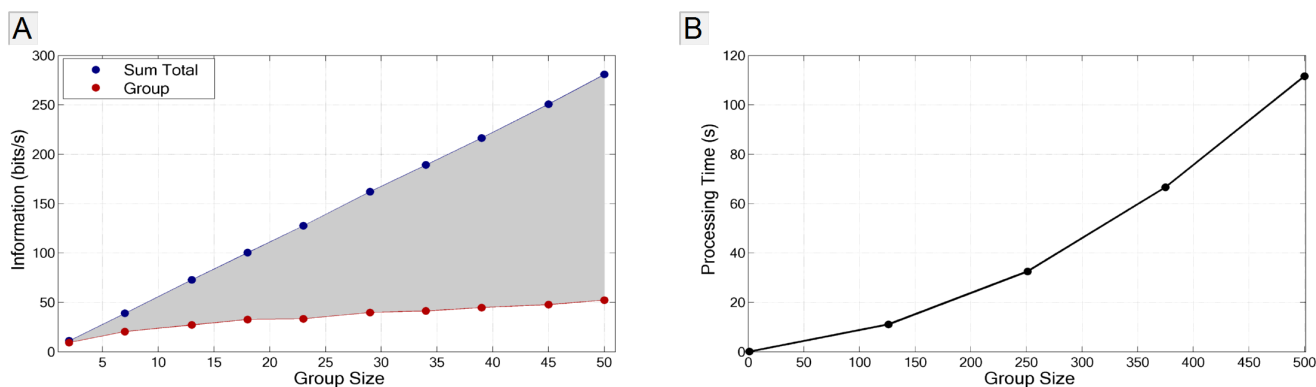 A
Information (bits/s)
300
250
200
150
100
50
0
Sum Total
Group
5 10 15 20 25 30 35 40 45 50
Group Size
B
Processing Time (s)
120
100
80
60
40
20
0
0 50 100 150 200 250 300 350 400 450 500
Group Size